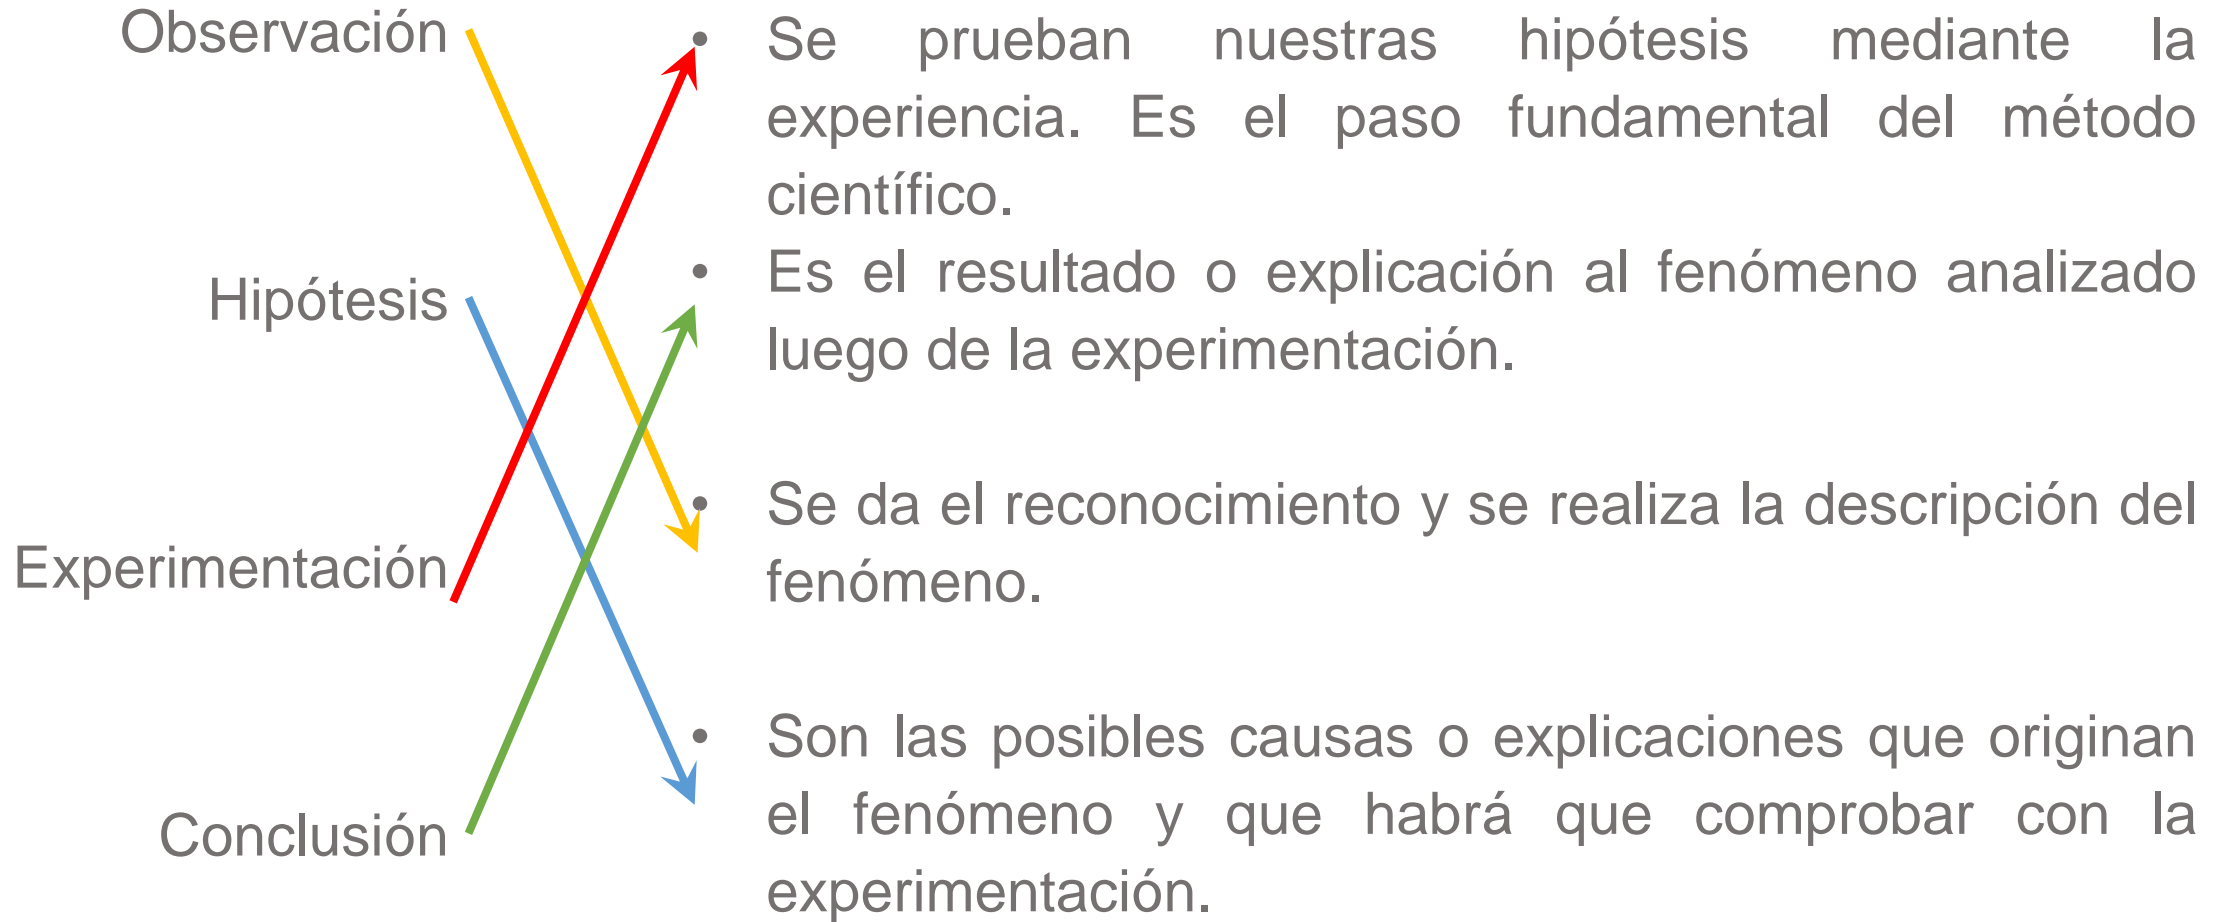 Observación
Hipótesis
Experimentación
Conclusión
• Se prueban nuestras hipótesis mediante la
experiencia. Es el paso fundamental del método
científico.
• Es el resultado o explicación al fenómeno analizado
luego de la experimentación.
• Se da el reconocimiento y se realiza la descripción del
fenómeno.
• Son las posibles causas o explicaciones que originan
el fenómeno y que habrá que comprobar con la
experimentación.